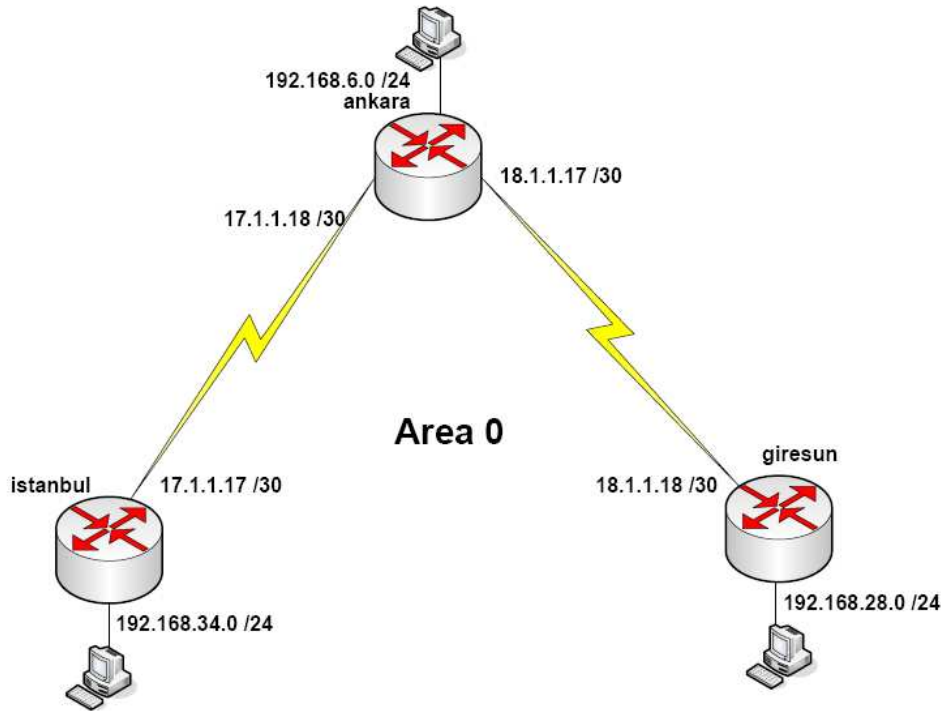 192.168.6.0 /24
ankara
18.1.1.17 /30
17.1.1.18 /30
Area 0
giresun
istanbul
17.1.1.17 /30
18.1.1.18 /30
192.168.28.0 /24
192.168.34.0 /24